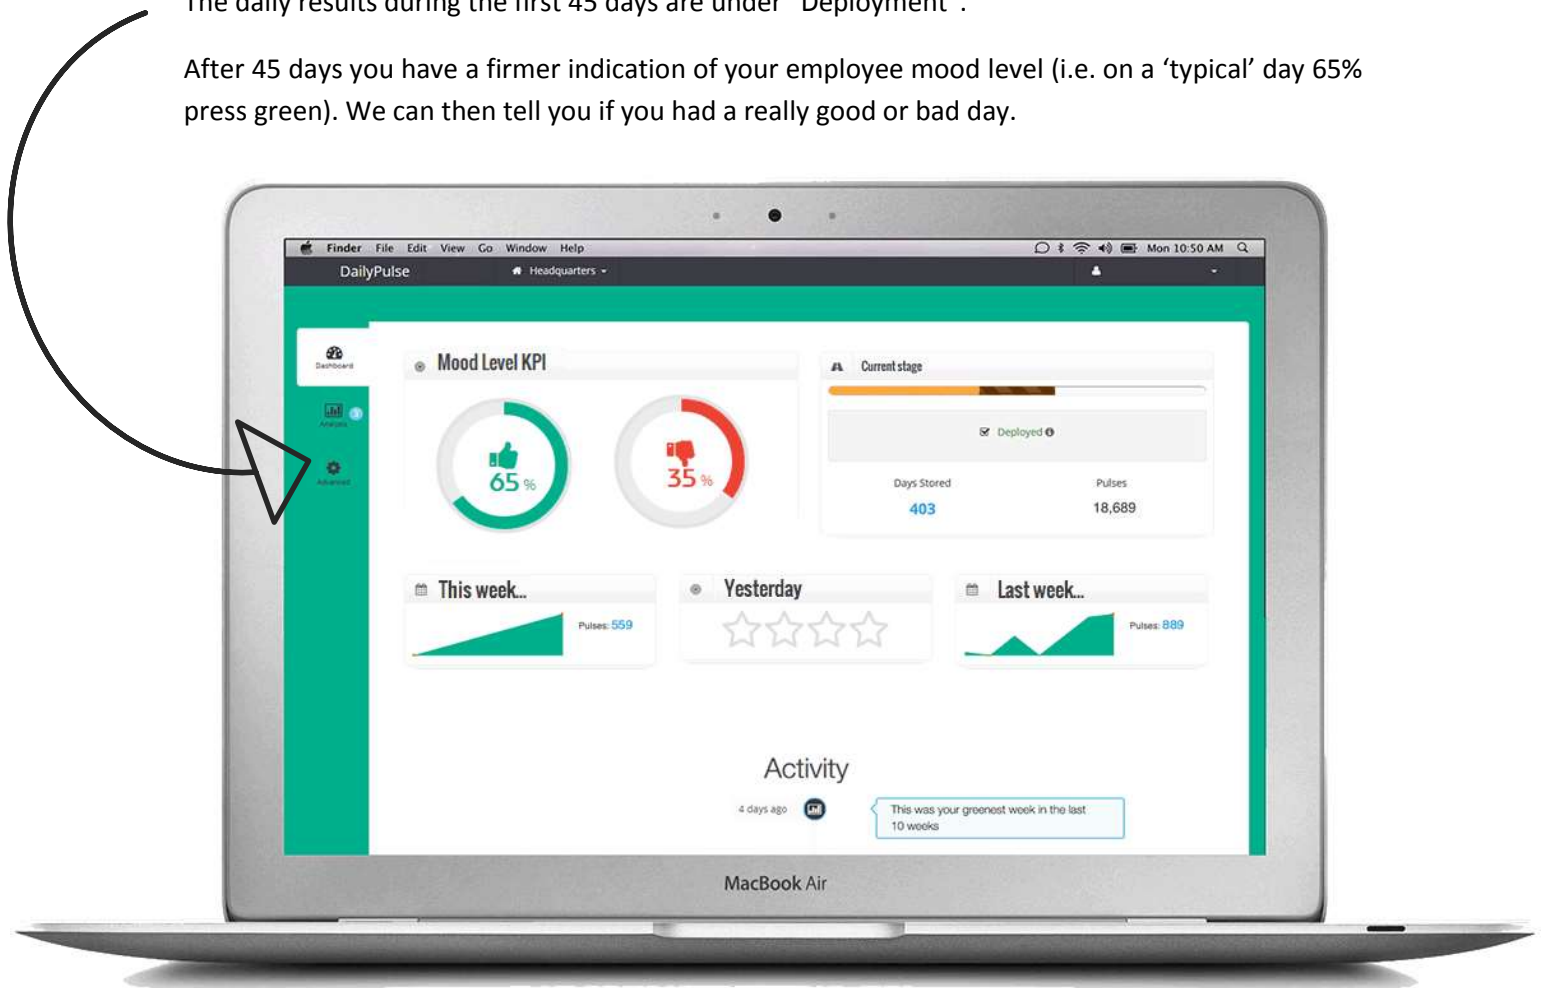 The daily results during the first 45 days are under "Deployment".
After 45 days you have a firmer indication of your employee mood level (i.e. on a ‘typical’ day 65%
press green). We can then tell you if you had a really good or bad day.
Finder File Edit View Go Window Help Mon 10:50 AM
DailyPulse Headquarters
Dashboard
Analysis 3
Advanced
Mood Level KPI
65 %
35 %
Current stage
Deployed
Days Stored Pulses
403 18,689
This week...
Pulses: 559
Yesterday
Last week...
Pulses: 889
Activity
4 days ago
This was your greenest week in the last
10 weeks
MacBook Air